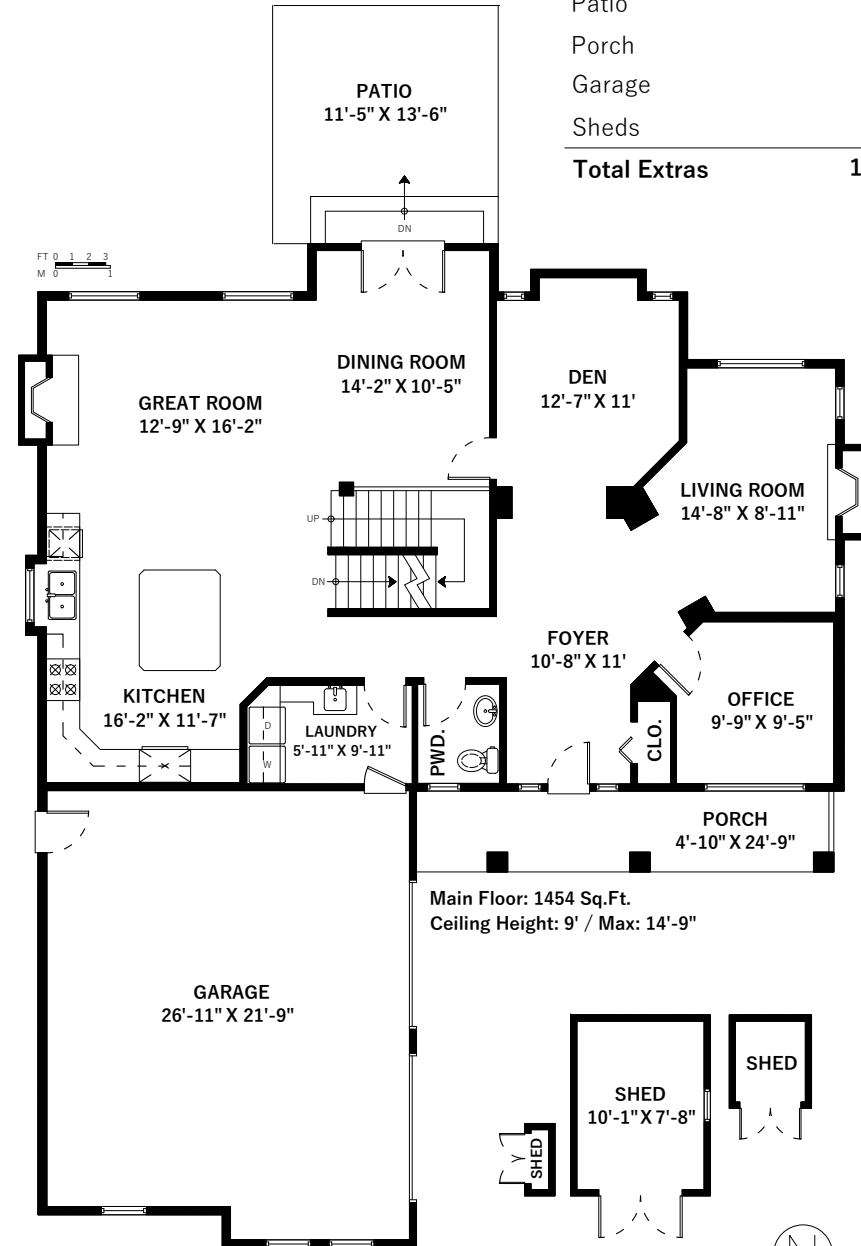 Patio
Porch
Garage
Sheds
Total Extras 1
PATIO
11'-5" X 13'-6"
DN
FT 0 1 2 3
M 0 1
DINING ROOM
14'-2" X 10'-5"
DEN
12'-7" X 11'
GREAT ROOM
12'-9" X 16'-2"
LIVING ROOM
14'-8" X 8'-11"
UP
DN
FOYER
10'-8" X 11'
KITCHEN
16'-2" X 11'-7"
OFFICE
9'-9" X 9'-5"
D
W
LAUNDRY
5'-11" X 9'-11"
PWD.
CLO.
PORCH
4'-10" X 24'-9"
Main Floor: 1454 Sq.Ft.
Ceiling Height: 9' / Max: 14'-9"
GARAGE
26'-11" X 21'-9"
SHED
SHED
10'-1" X 7'-8"
SHED
N